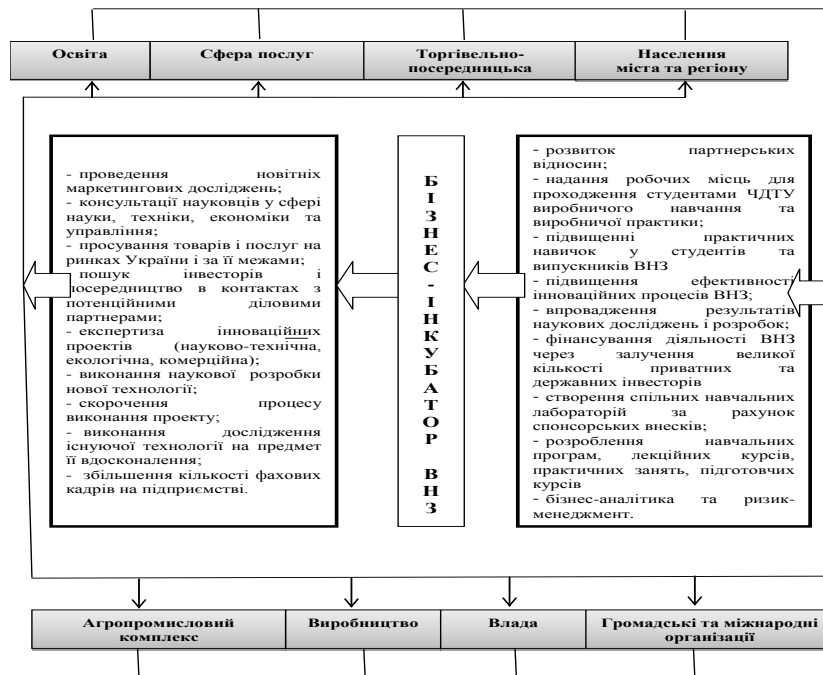 Освіта
Сфера послуг
Торгівельно-
посередницька
Населення
міста та регіону
- проведення новітніх
маркетингових досліджень;
- консультації науковців у сфері
науки, техніки, економіки та
управління;
- просування товарів і послуг на
ринках України і за її межами;
- пошук інвесторів і
посередництво в контактах з
потенційними діловими
партнерами;
- експертиза інноваційних
проектів (науково-технічна,
екологічна, комерційна);
- виконання наукової розробки
нової технології;
- скорочення процесу
виконання проекту;
- виконання дослідження
існуючої технології на предмет
її вдосконалення;
- збільшення кількості фахових
кадрів на підприємстві.
БІЗНЕС-ІНКУБАТОР ВНЗ
- розвиток партнерських
відносин;
- надання робочих місць для
проходження студентами ЧДТУ
виробничого навчання та
виробничої практики;
- підвищенні практичних
навичок у студентів та
випускників ВНЗ
- підвищення ефективності
інноваційних процесів ВНЗ;
- впровадження результатів
наукових досліджень і розробок;
- фінансування діяльності ВНЗ
через залучення великої
кількості приватних та
державних інвесторів
- створення спільних навчальних
лабораторій за рахунок
спонсорських внесків;
- розроблення навчальних
програм, лекційних курсів,
практичних занять, підготовчих
курсів
- бізнес-аналітика та ризик-
менеджмент.
Агропромисловий
комплекс
Виробництво
Влада
Громадські та міжнародні
організації